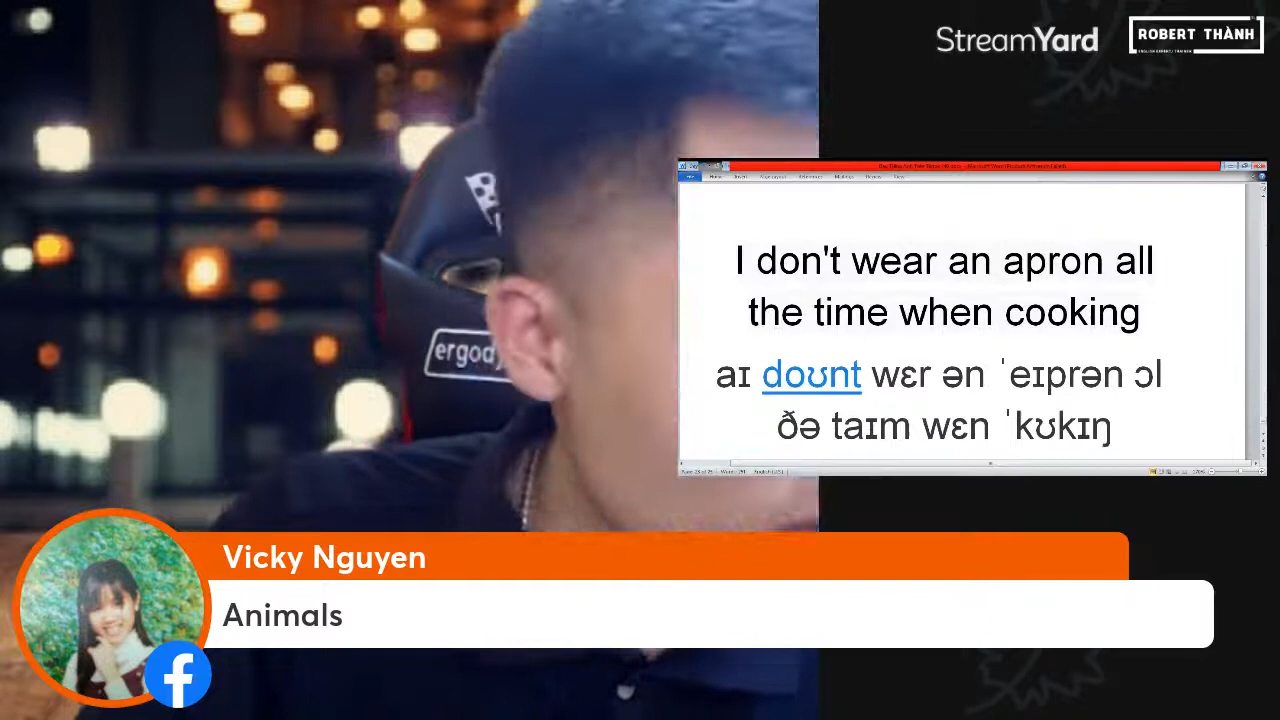 StreamYard
ROBERT THÀNH
ergody
I don't wear an apron all
the time when cooking
aɪ doʊnt wɛr ən ˈeɪprən ɔl
ðə taɪm wɛn ˈkʊkɪŋ
Vicky Nguyen
Animals